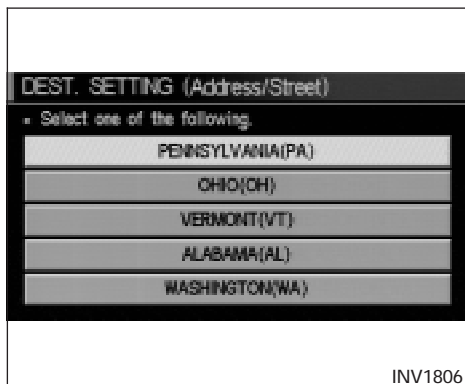 DEST. SETTING (Address/Street)
▪ Select one of the following.
PENNSYLVANIA(PA)
OHIO(OH)
VERMONT(VT)
ALABAMA(AL)
WASHINGTON(WA)
INV1806